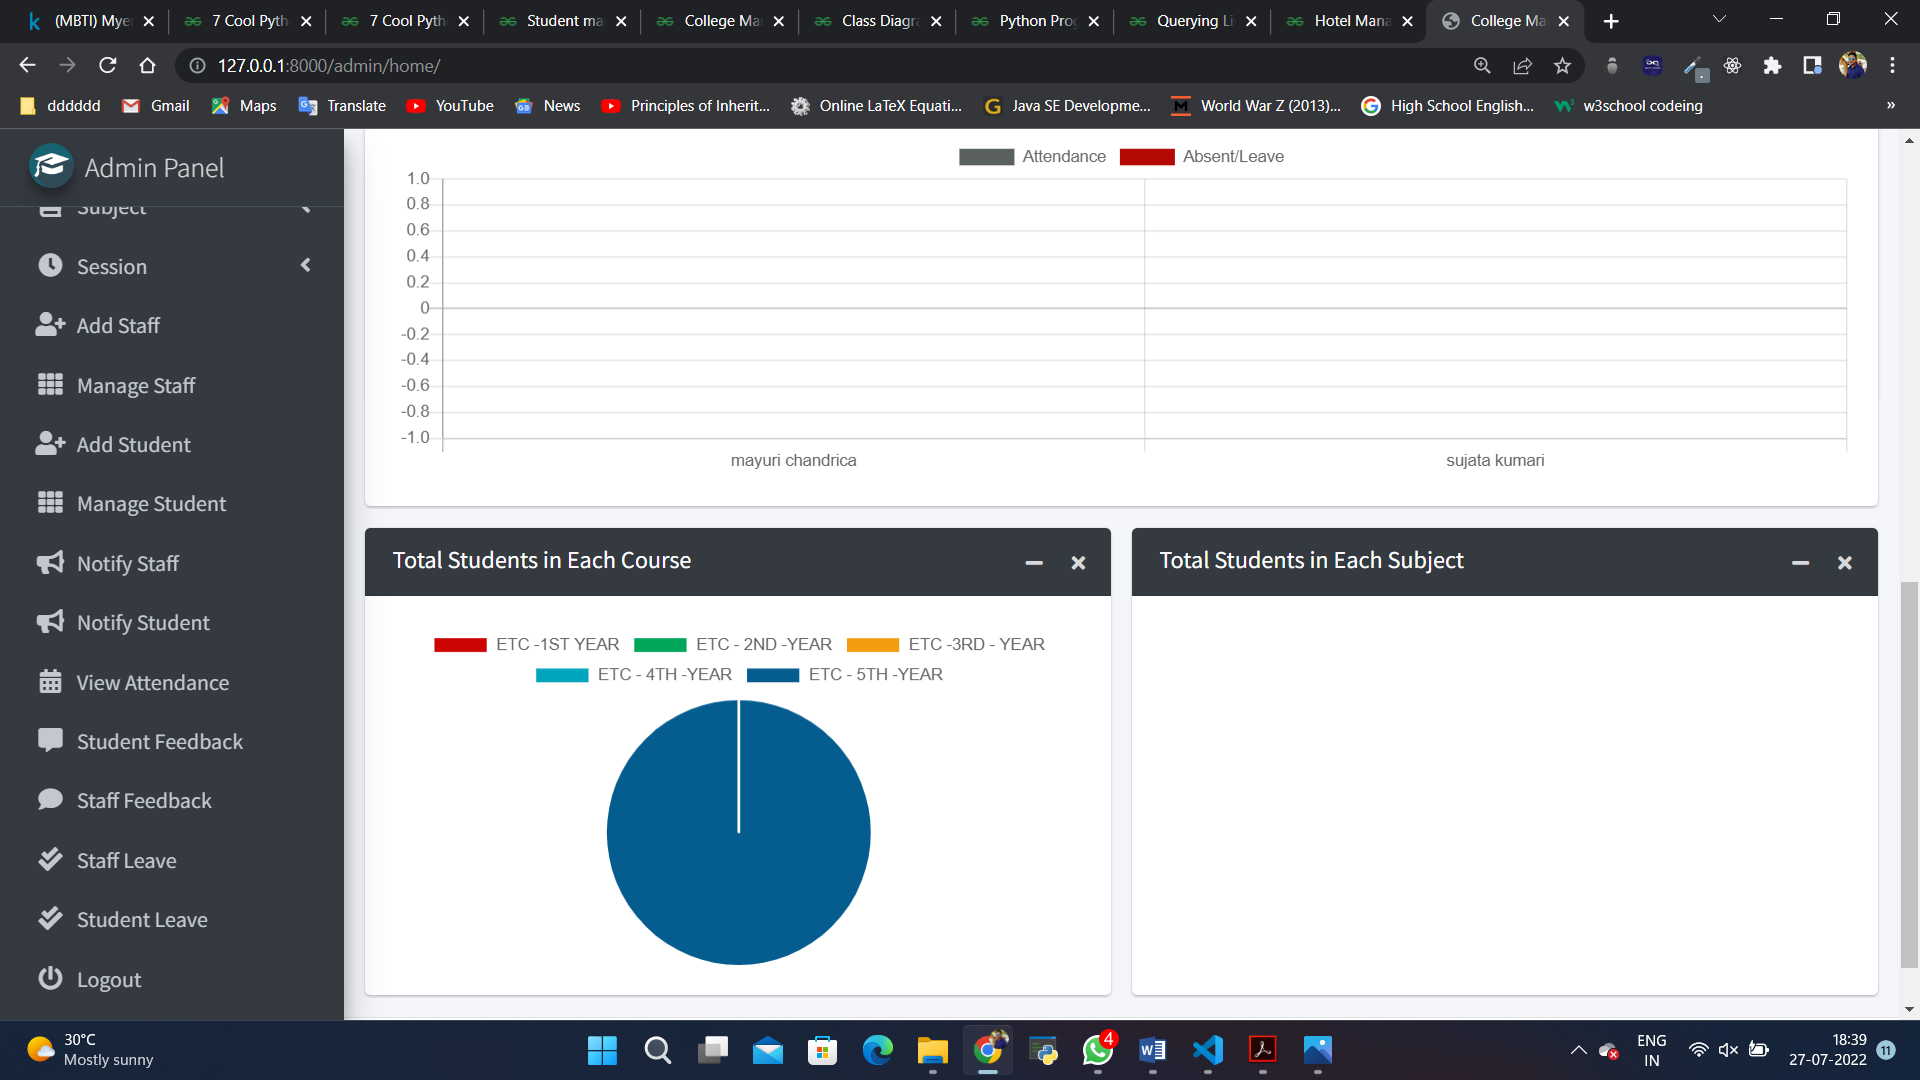 (MBTI) Mye
7 Cool Pyth
7 Cool Pyth
Student ma
College Ma
Class Diagr
Python Proj
Querying Li
Hotel Mana
College Ma
127.0.0.1:8000/admin/home/
dddddd
Gmail
Maps
Translate
YouTube
News
Principles of Inherit...
Online LaTeX Equati...
Java SE Developme...
World War Z (2013)...
High School English...
w3school codeing
»
Admin Panel
Subject
Session
Add Staff
Manage Staff
Add Student
Manage Student
Notify Staff
Notify Student
View Attendance
Student Feedback
Staff Feedback
Staff Leave
Student Leave
Logout
Attendance Absent/Leave
1.0
0.8
0.6
0.4
0.2
0
-0.2
-0.4
-0.6
-0.8
-1.0
mayuri chandrica sujata kumari
Total Students in Each Course
ETC -1ST YEAR ETC - 2ND -YEAR ETC -3RD - YEAR
ETC - 4TH -YEAR ETC - 5TH -YEAR
Total Students in Each Subject
30°C
Mostly sunny
4
ENG
IN
18:39
27-07-2022
11